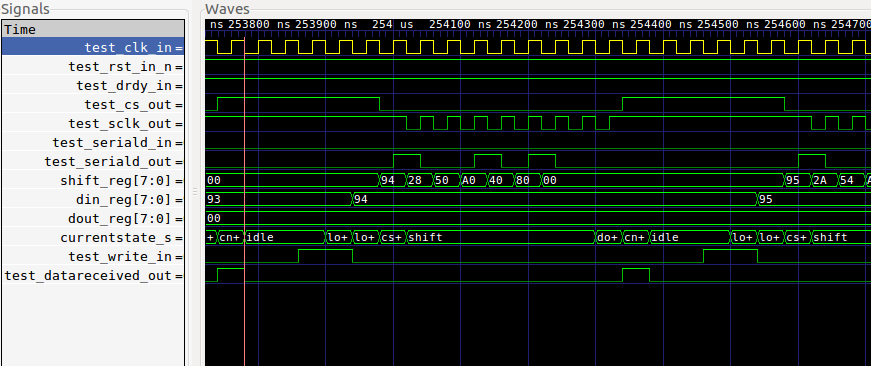 Signals
Waves
Time
ns 253800 ns 253900 ns 254 us 254100 ns 254200 ns 254300 ns 254400 ns 254500 ns 254600 ns 254700
test_clk_in =
test_rst_in_n =
test_drdy_in =
test_cs_out =
test_sclk_out =
test_seriald_in =
test_seriald_out =
shift_reg[7:0] = 00 94 28 50 A0 40 80 00 95 2A 54 A
din_reg[7:0] = 93 94 95
dout_reg[7:0] = 00
currentstate_s = + cn+ idle lo+ lo+ cs+ shift do+ cn+ idle lo+ lo+ cs+ shift
test_write_in =
test_datareceived_out =